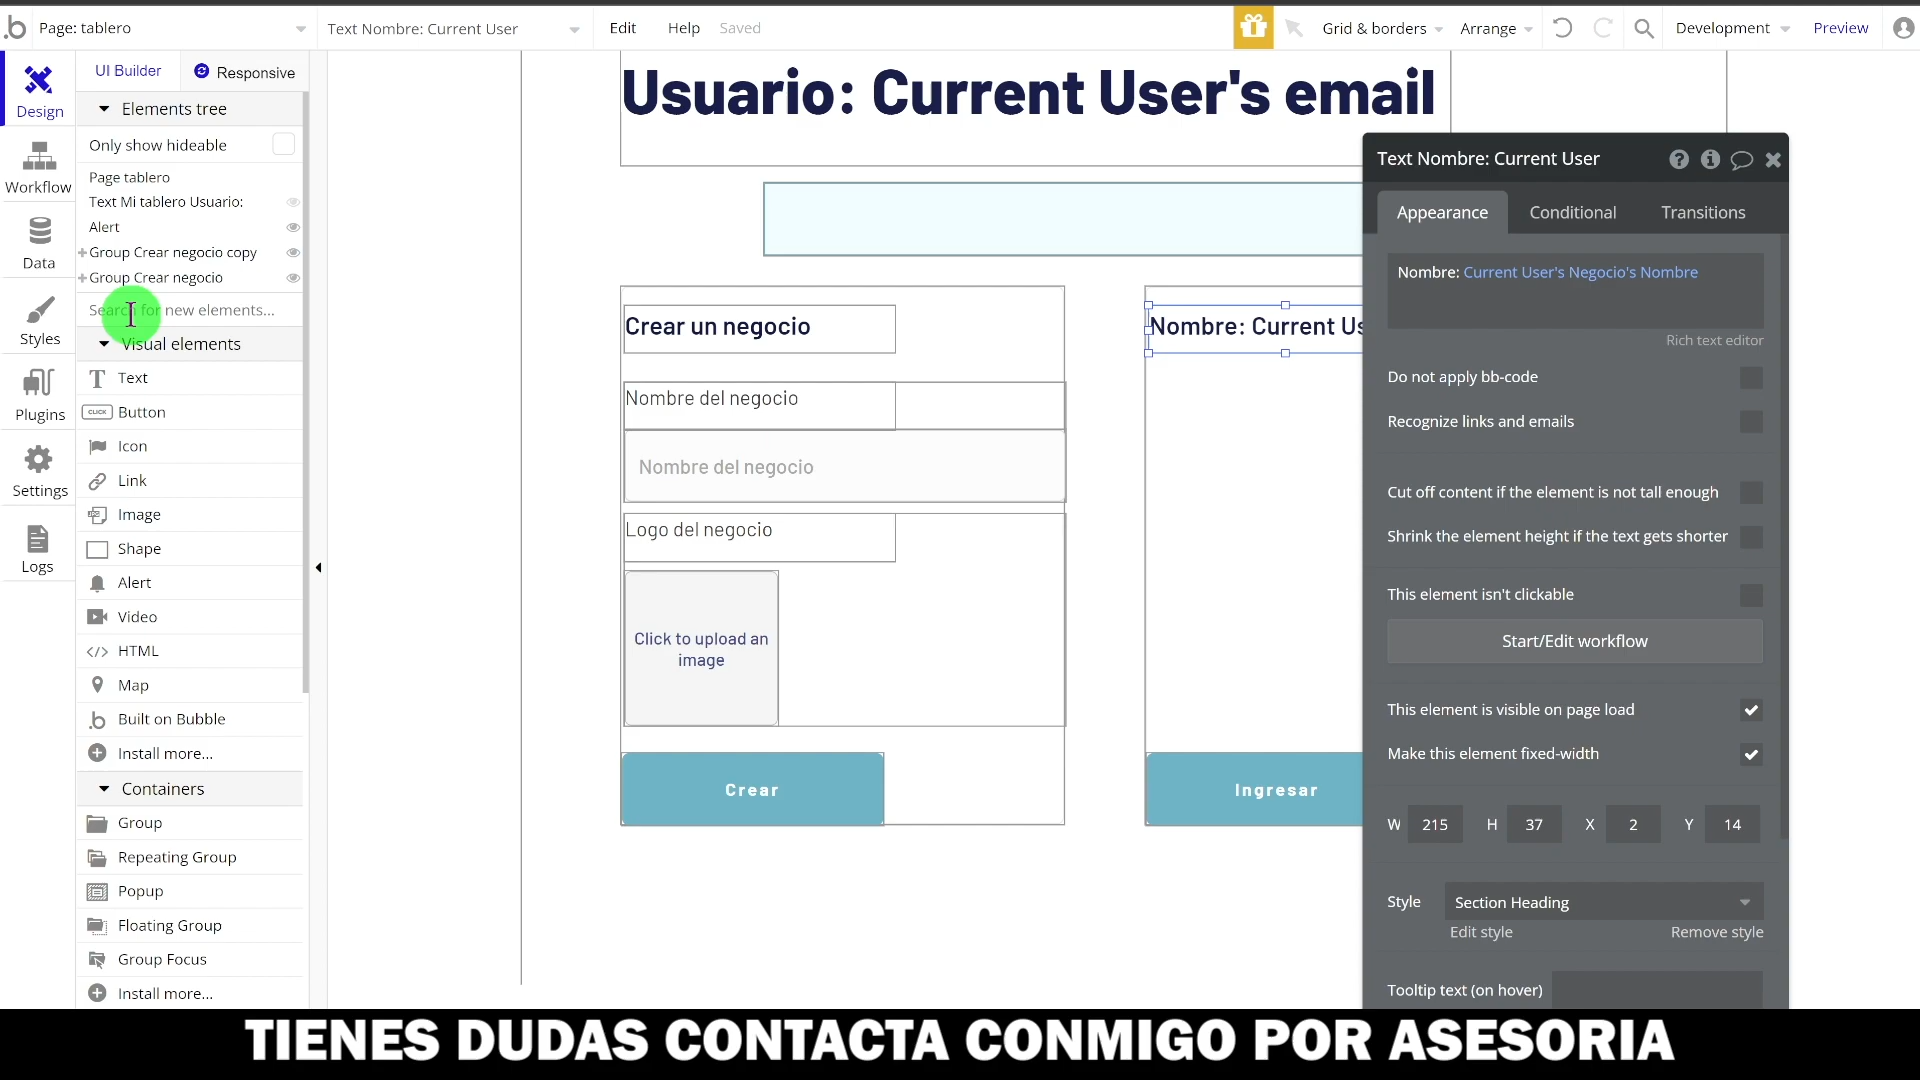 Page: tablero
Text Nombre: Current User
Edit
Help
Saved
Grid & borders
Arrange
Development
Preview
UI Builder
Responsive
Design
Workflow
Data
Styles
Plugins
Settings
Logs
Elements tree
Only show hideable
Page tablero
Text Mi tablero Usuario:
Alert
Group Crear negocio copy
Group Crear negocio
Search for new elements...
Visual elements
Text
CLICK Button
Icon
Link
Image
Shape
Alert
Video
HTML
Map
Built on Bubble
Install more...
Containers
Group
Repeating Group
Popup
Floating Group
Group Focus
Install more...
Usuario: Current User's email
Crear un negocio
Nombre del negocio
Nombre del negocio
Logo del negocio
Click to upload an
image
Crear
Nombre: Current Us
Ingresar
Text Nombre: Current User
Appearance
Conditional
Transitions
Nombre: Current User's Negocio's Nombre
Rich text editor
Do not apply bb-code
Recognize links and emails
Cut off content if the element is not tall enough
Shrink the element height if the text gets shorter
This element isn't clickable
Start/Edit workflow
This element is visible on page load
Make this element fixed-width
W 215 H 37 X 2 Y 14
Style Section Heading
Edit style Remove style
Tooltip text (on hover)
TIENES DUDAS CONTACTA CONMIGO POR ASESORIA